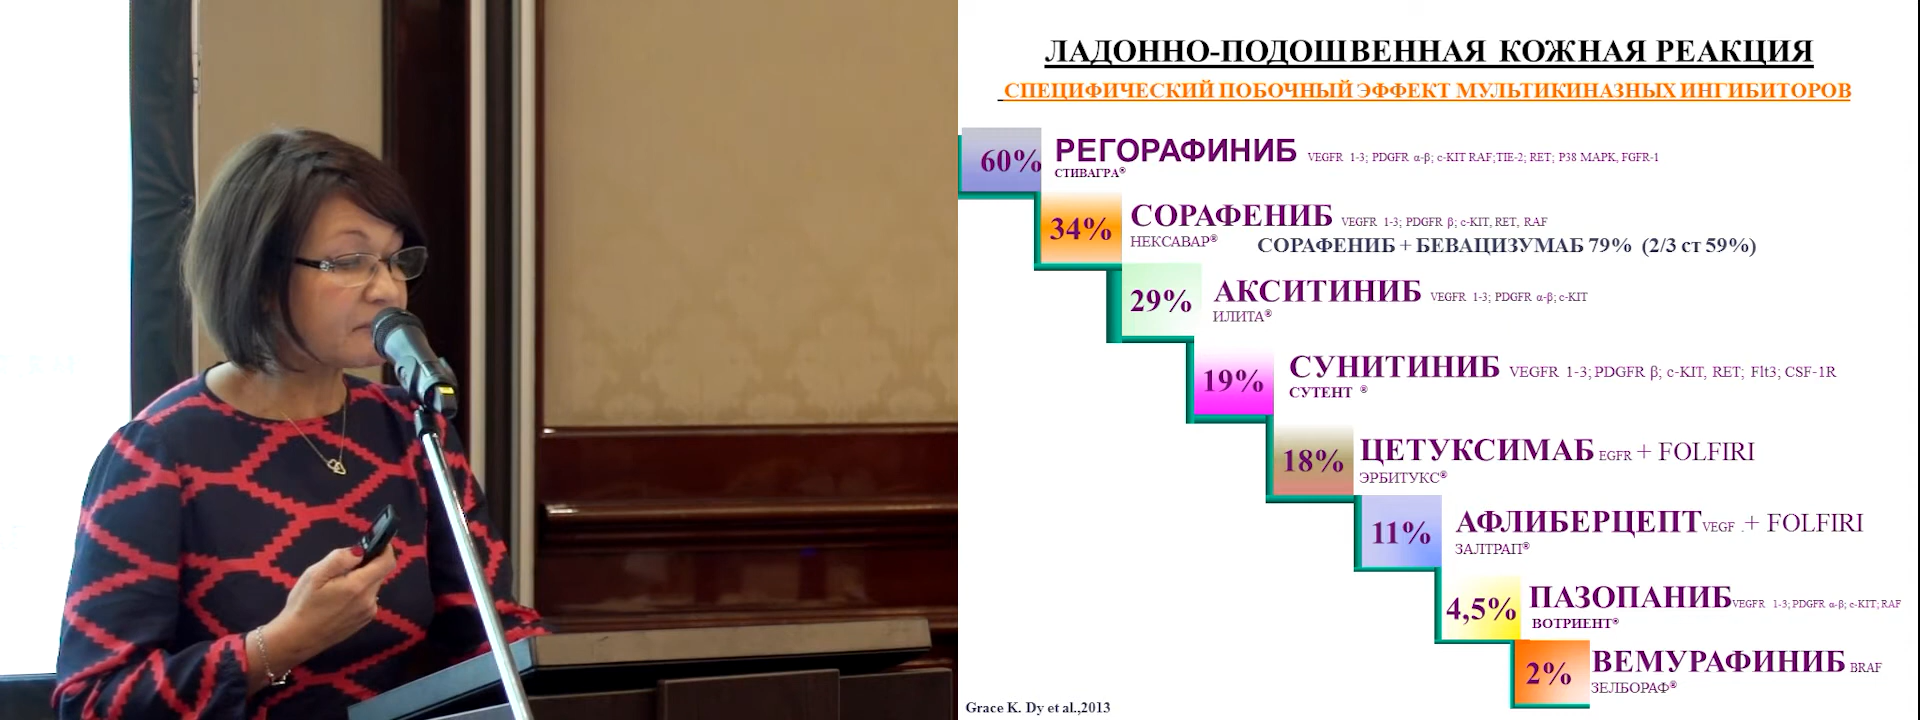 ЛАДОННО-ПОДОШВЕННАЯ КОЖНАЯ РЕАКЦИЯ
СПЕЦИФИЧЕСКИЙ ПОБОЧНЫЙ ЭФФЕКТ МУЛЬТИКИНАЗНЫХ ИНГИБИТОРОВ
60% РЕГОРАФИНИБ VEGFR 1-3; PDGFR α-β; c-KIT RAF;TIE-2; RET; P38 MAPK, FGFR-1
СТИВАГРА®
34% СОРАФЕНИБ VEGFR 1-3; PDGFR β; c-KIT, RET, RAF
НЕКСАВАР® СОРАФЕНИБ + БЕВАЦИЗУМАБ 79% (2/3 ст 59%)
29% АКСИТИНИБ VEGFR 1-3; PDGFR α-β; c-KIT
ИЛИТА®
19% СУНИТИНИБ VEGFR 1-3; PDGFR β; c-KIT, RET; Flt3; CSF-1R
СУТЕНТ ®
18% ЦЕТУКСИМАБ EGFR + FOLFIRI
ЭРБИТУКС®
11% АФЛИБЕРЦЕПТ VEGF .+ FOLFIRI
ЗАЛТРАП®
4,5% ПАЗОПАНИБ VEGFR 1-3; PDGFR α-β; c-KIT; RAF
ВОТРИЕНТ®
2% ВЕМУРАФИНИБ BRAF
ЗЕЛБОРАФ®
Grace K. Dy et al.,2013